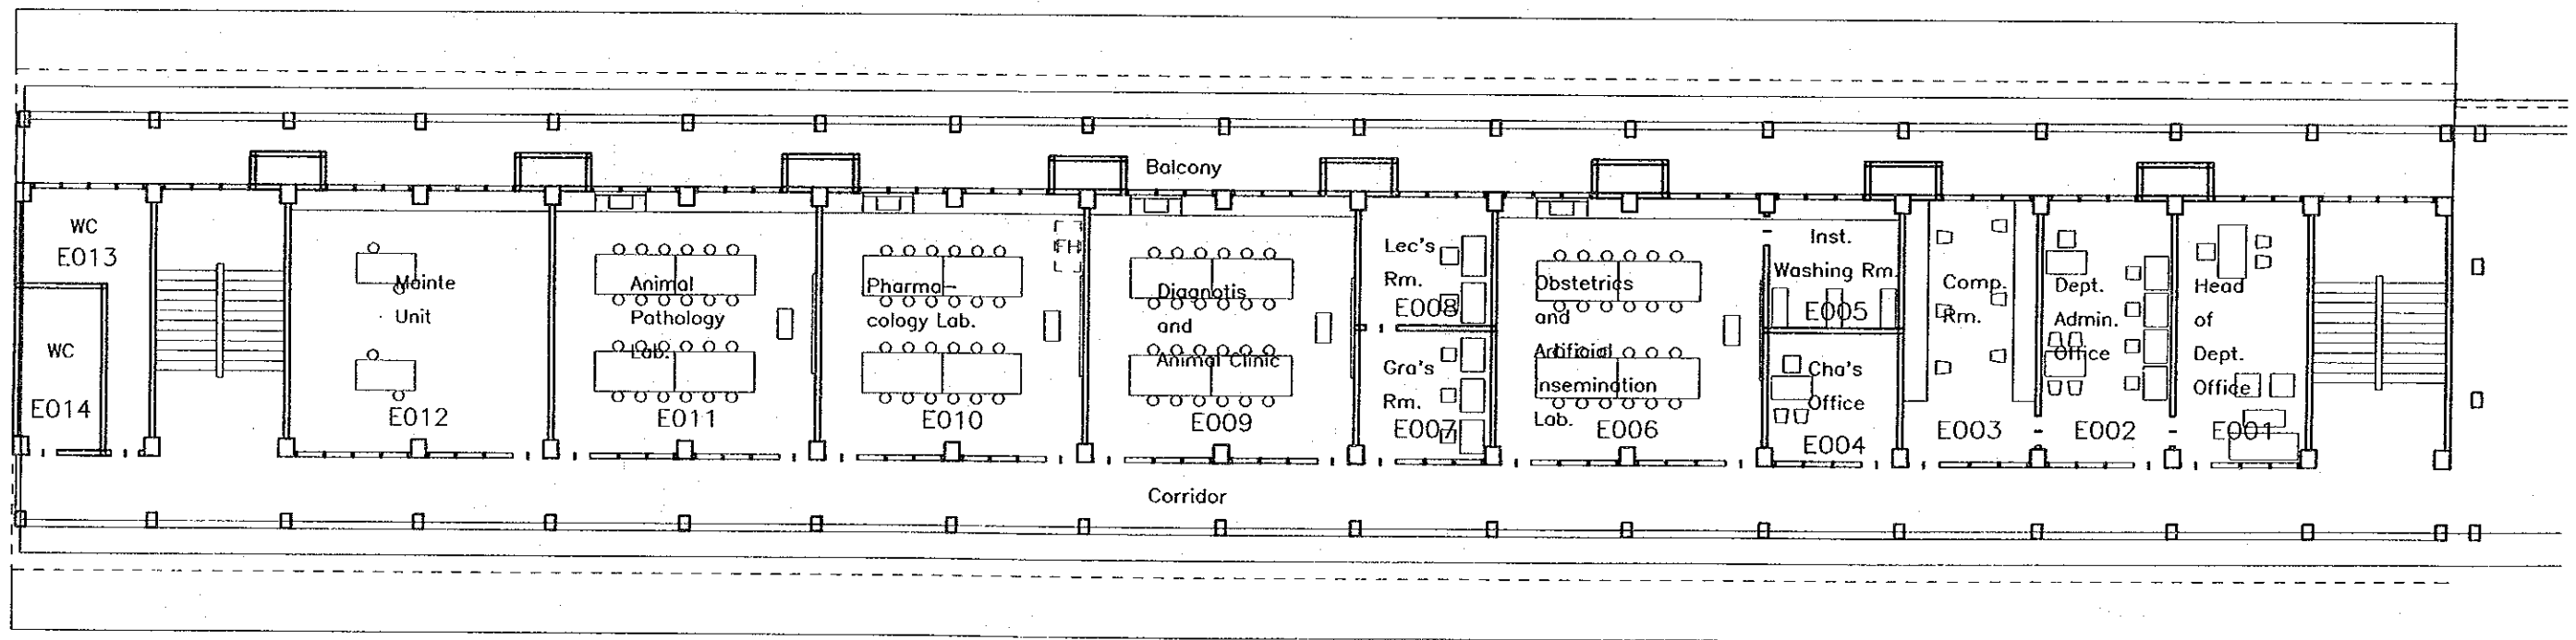 Balcony
WC
E013
WC
E014
Mainte
Unit
E012
Animal
Pathology
Lab.
E011
Pharma-
cology Lab.
E010
FH
Diagnotis
and
Animal Clinic
E009
Lec's
Rm.
E008
Gra's
Rm.
E007
Obstetrics
and
Artificial
Insemination
Lab.
E006
Inst.
Washing Rm.
E005
Cha's
Office
E004
Comp.
Rm.
E003
Dept.
Admin.
Office
E002
Head
of
Dept.
Office
E001
Corridor